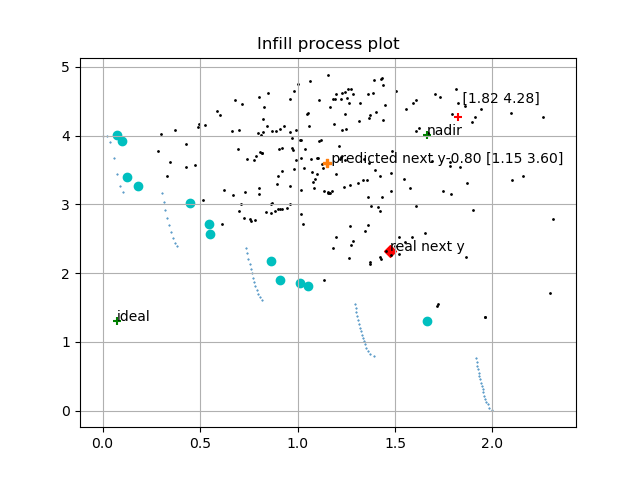 Infill process plot
5
[1.82 4.28]
4
nadir
predicted next y-0.80 [1.15 3.60]
3
real next y
2
ideal
1
0
0.0 0.5 1.0 1.5 2.0